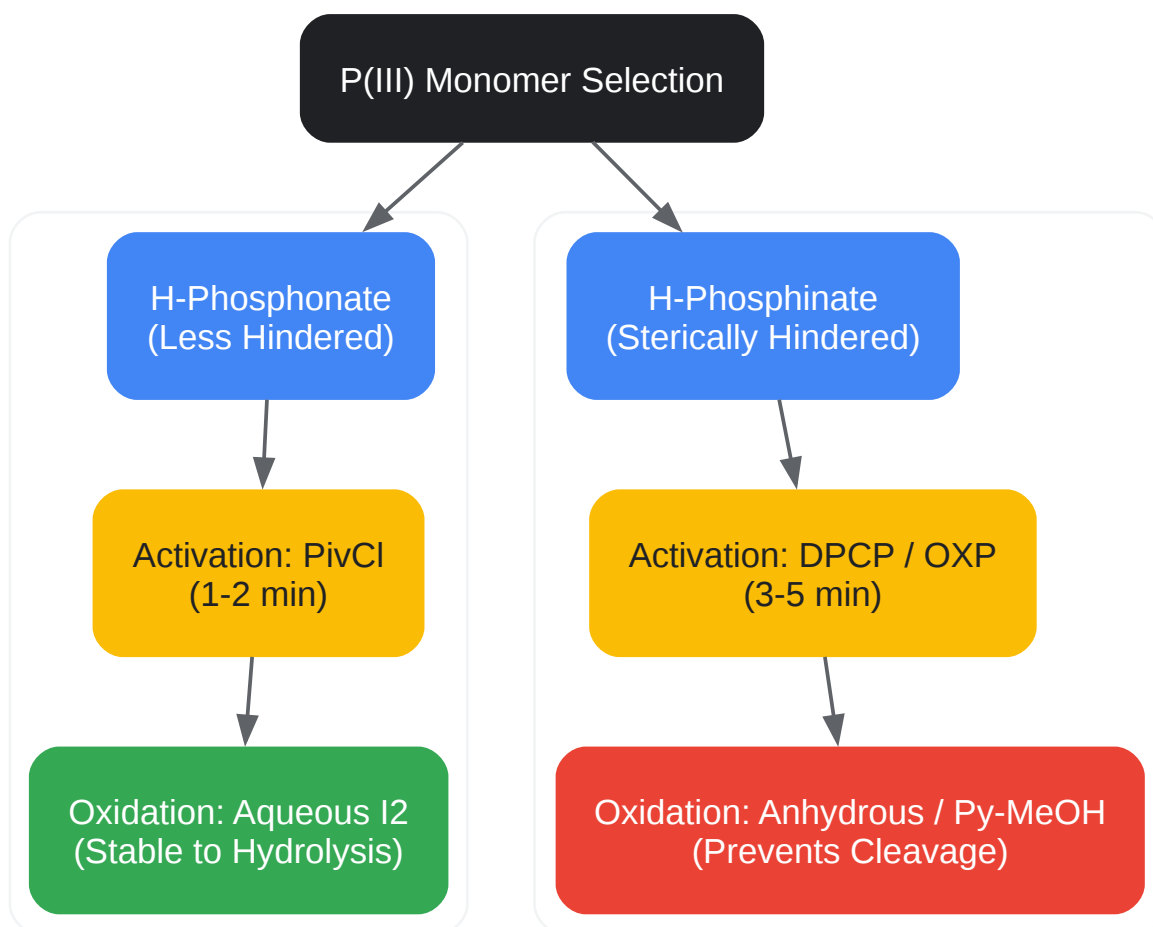 P(III) Monomer Selection
H-Phosphonate
(Less Hindered)
H-Phosphinate
(Sterically Hindered)
Activation: PivCl
(1-2 min)
Activation: DPCP / OXP
(3-5 min)
Oxidation: Aqueous I2
(Stable to Hydrolysis)
Oxidation: Anhydrous / Py-MeOH
(Prevents Cleavage)